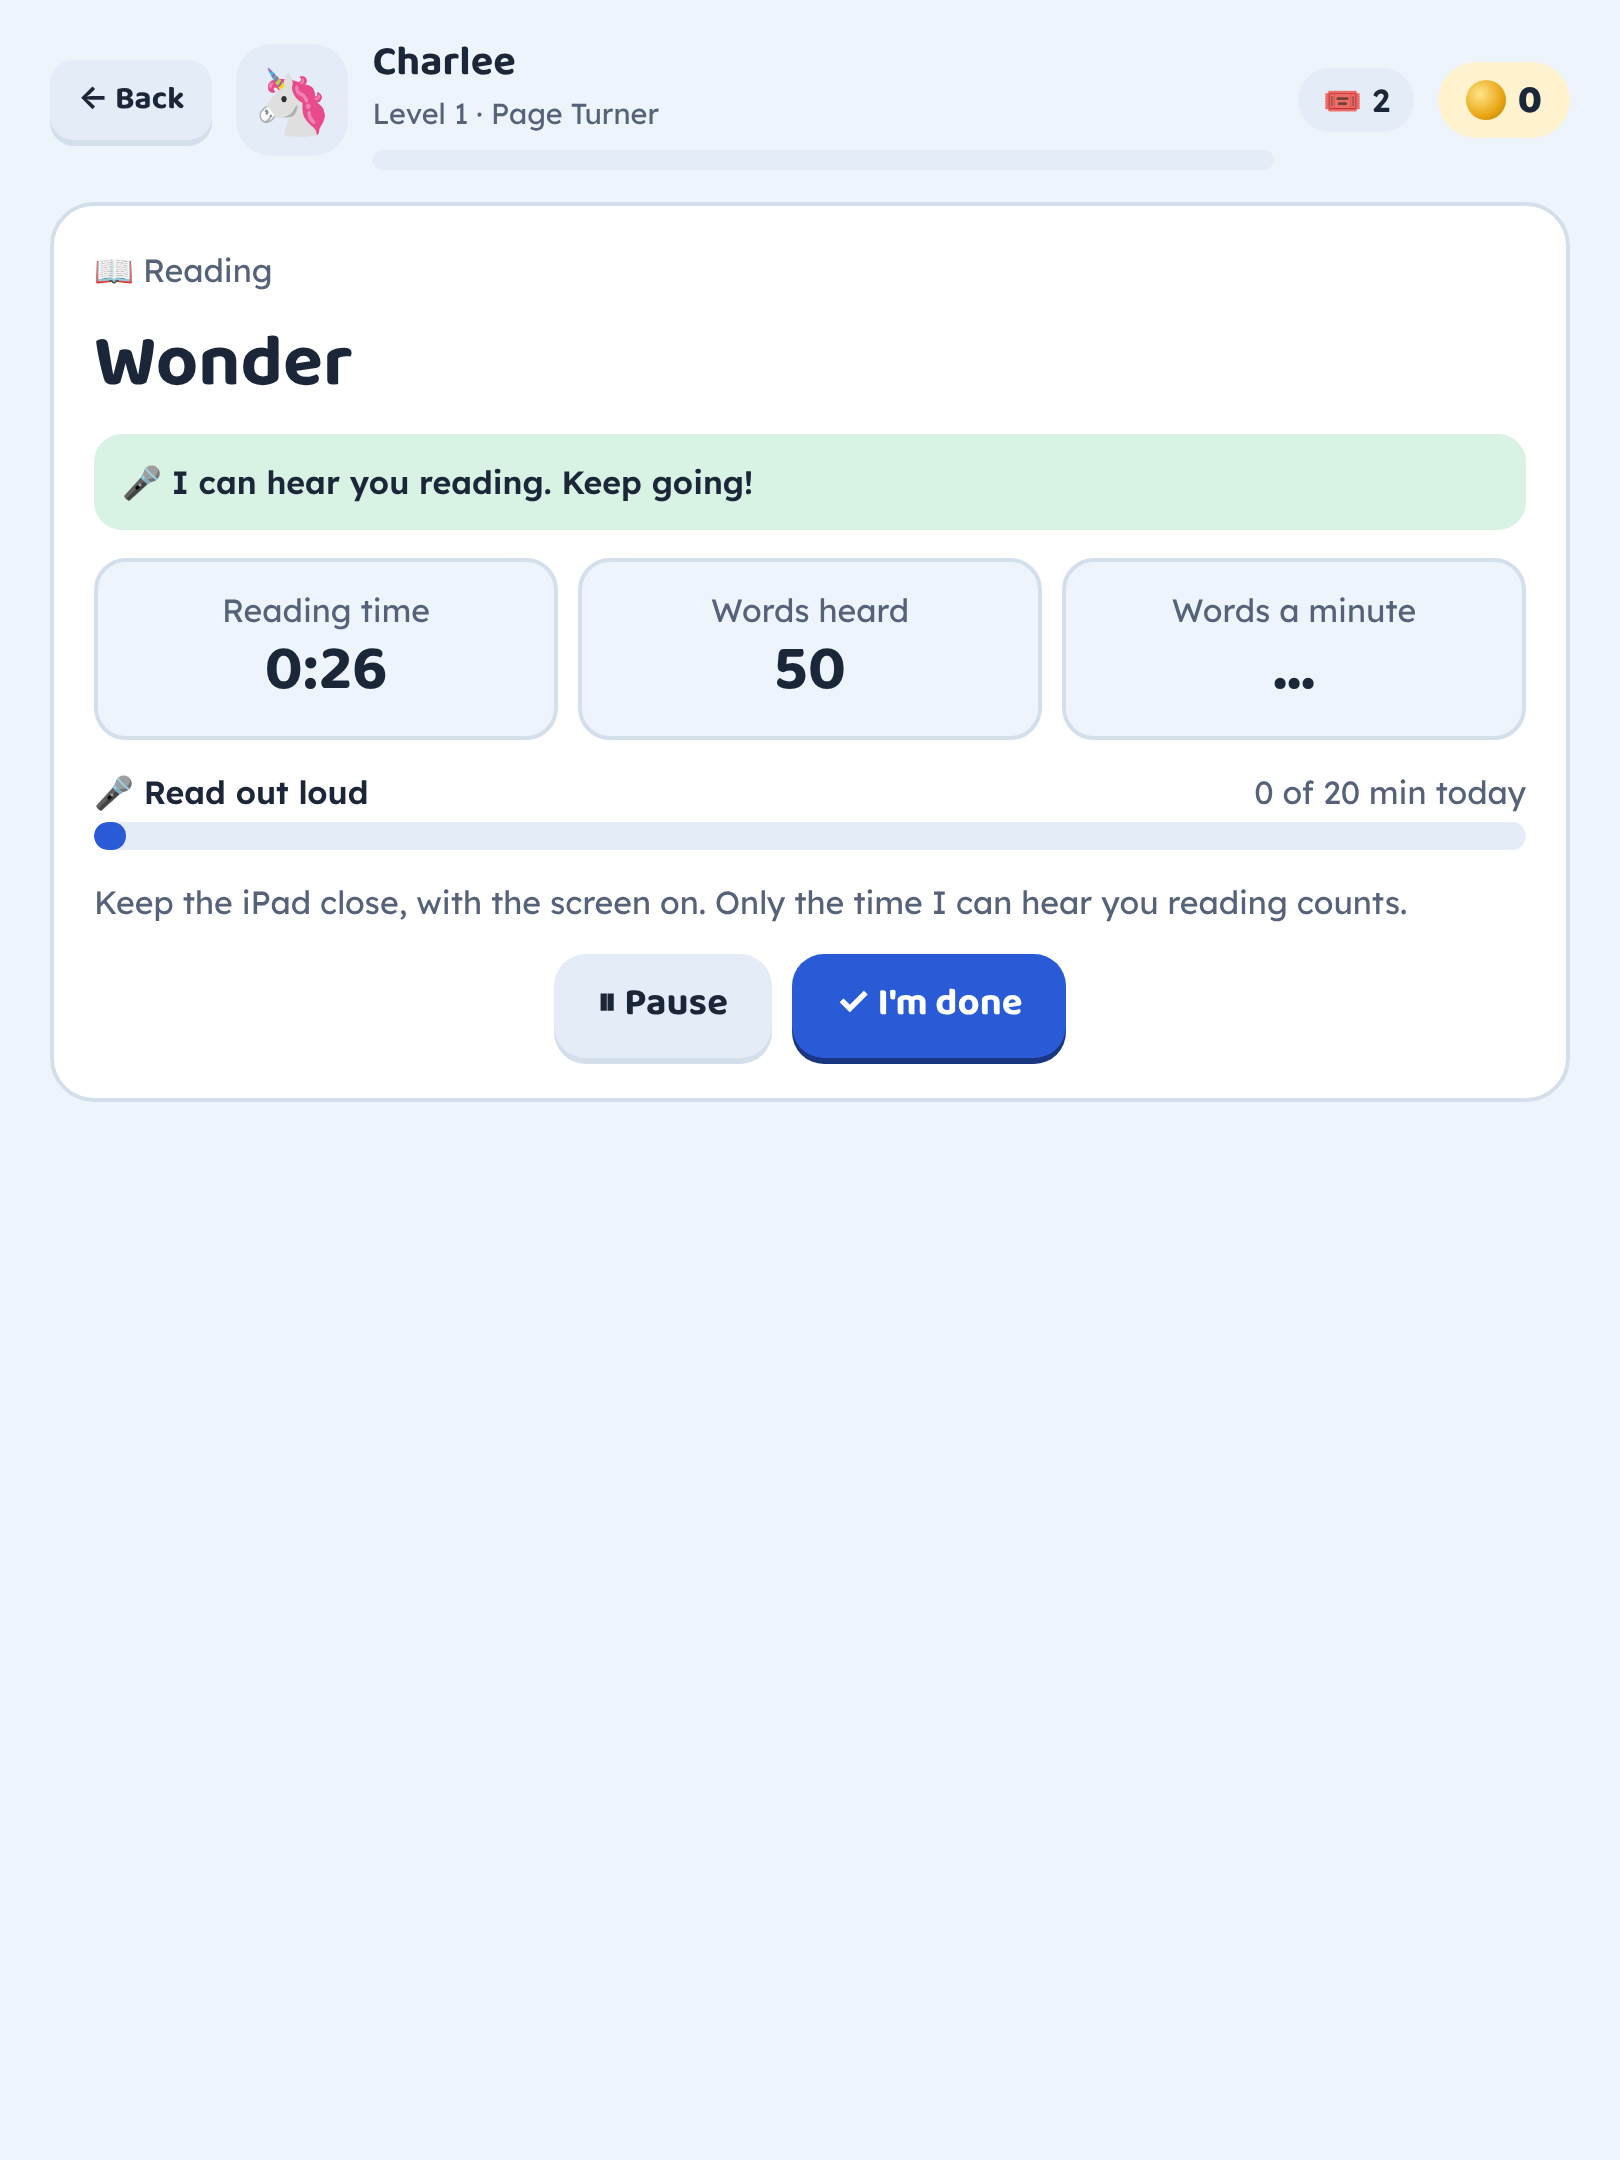 ← Back
Charlee
Level 1 · Page Turner
2
0
Reading
Wonder
I can hear you reading. Keep going!
Reading time
0:26
Words heard
50
Words a minute
...
Read out loud
0 of 20 min today
Keep the iPad close, with the screen on. Only the time I can hear you reading counts.
Pause
✓ I'm done